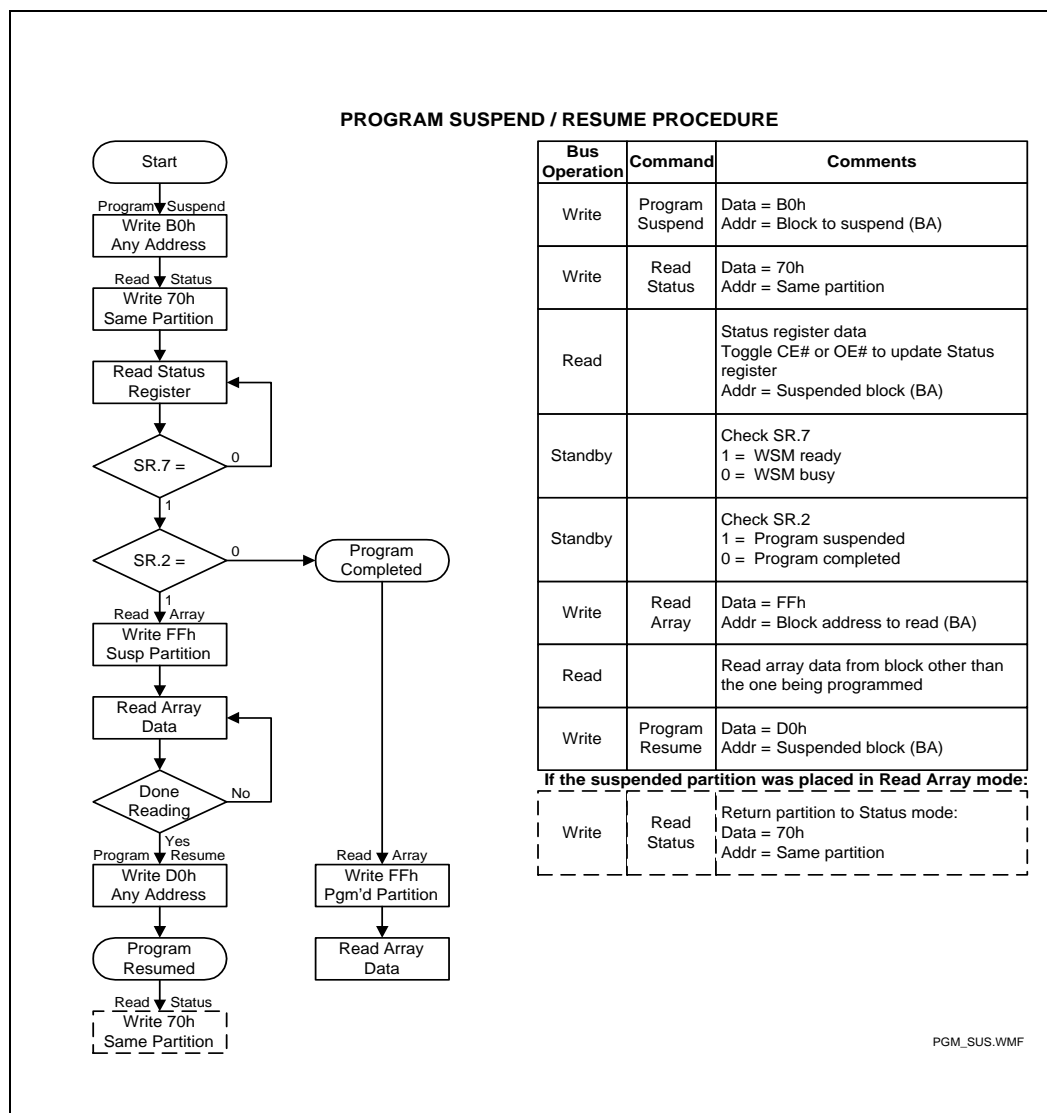 PROGRAM SUSPEND / RESUME PROCEDURE
Start
Program Suspend
Write B0h
Any Address
Read Status
Write 70h
Same Partition
Read Status
Register
SR.7 =
0
1
SR.2 =
0
1
Program
Completed
Read Array
Write FFh
Susp Partition
Read Array
Data
Done
Reading
No
Yes
Program Resume
Write D0h
Any Address
Program
Resumed
Read Status
Write 70h
Same Partition
Read Array
Write FFh
Pgm'd Partition
Read Array
Data
Bus
Operation
Command
Comments
Write
Program
Suspend
Data = B0h
Addr = Block to suspend (BA)
Write
Read
Status
Data = 70h
Addr = Same partition
Read
Status register data
Toggle CE# or OE# to update Status
register
Addr = Suspended block (BA)
Standby
Check SR.7
1 = WSM ready
0 = WSM busy
Standby
Check SR.2
1 = Program suspended
0 = Program completed
Write
Read
Array
Data = FFh
Addr = Block address to read (BA)
Read
Read array data from block other than
the one being programmed
Write
Program
Resume
Data = D0h
Addr = Suspended block (BA)
If the suspended partition was placed in Read Array mode:
Write
Read
Status
Return partition to Status mode:
Data = 70h
Addr = Same partition
PGM_SUS.WMF